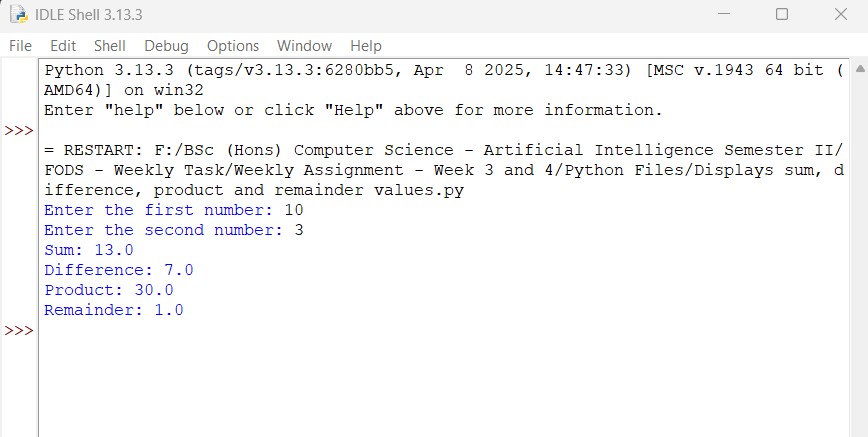 IDLE Shell 3.13.3
File Edit Shell Debug Options Window Help
Python 3.13.3 (tags/v3.13.3:6280bb5, Apr  8 2025, 14:47:33) [MSC v.1943 64 bit (
AMD64)] on win32
Enter "help" below or click "Help" above for more information.
>>>
= RESTART: F:/BSc (Hons) Computer Science - Artificial Intelligence Semester II/
FODS - Weekly Task/Weekly Assignment - Week 3 and 4/Python Files/Displays sum, d
ifference, product and remainder values.py
Enter the first number: 10
Enter the second number: 3
Sum: 13.0
Difference: 7.0
Product: 30.0
Remainder: 1.0
>>>